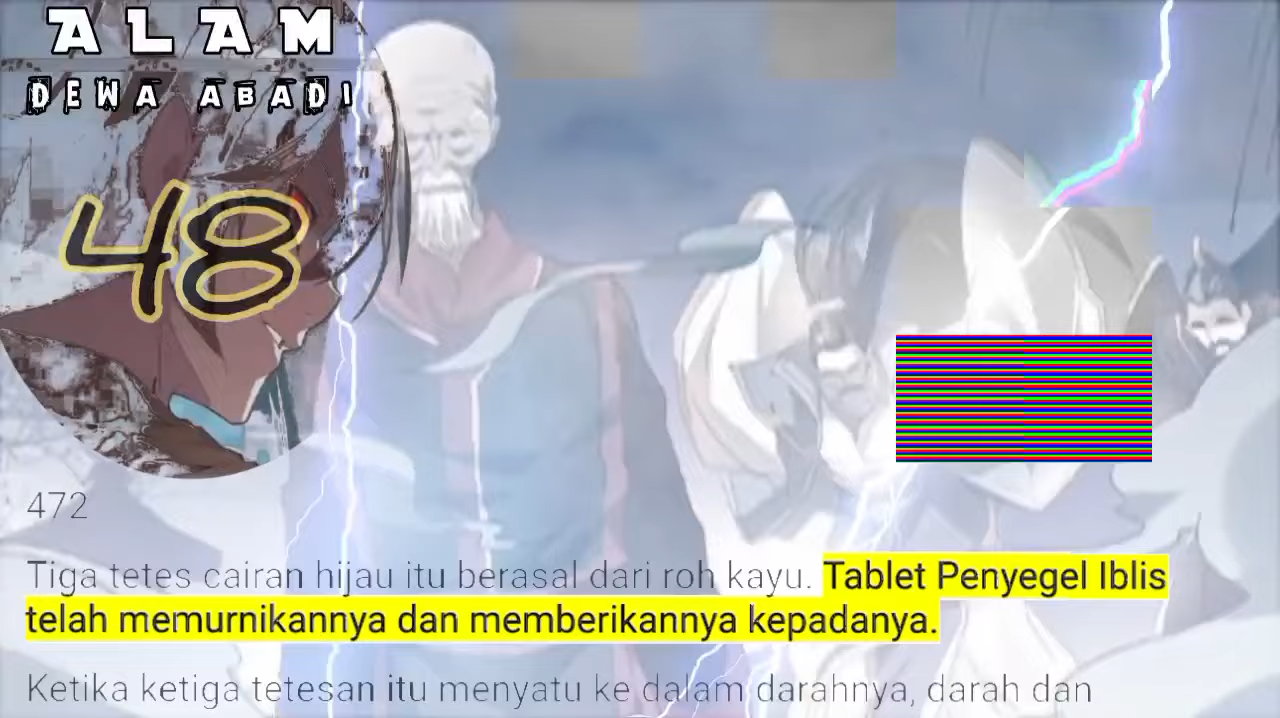 ALAM
DEWA ABADI
48
472
Tiga tetes cairan hijau itu berasal dari roh kayu. Tablet Penyegel Iblis
telah memurnikannya dan memberikannya kepadanya.
Ketika ketiga tetesan itu menyatu ke dalam darahnya, darah dan